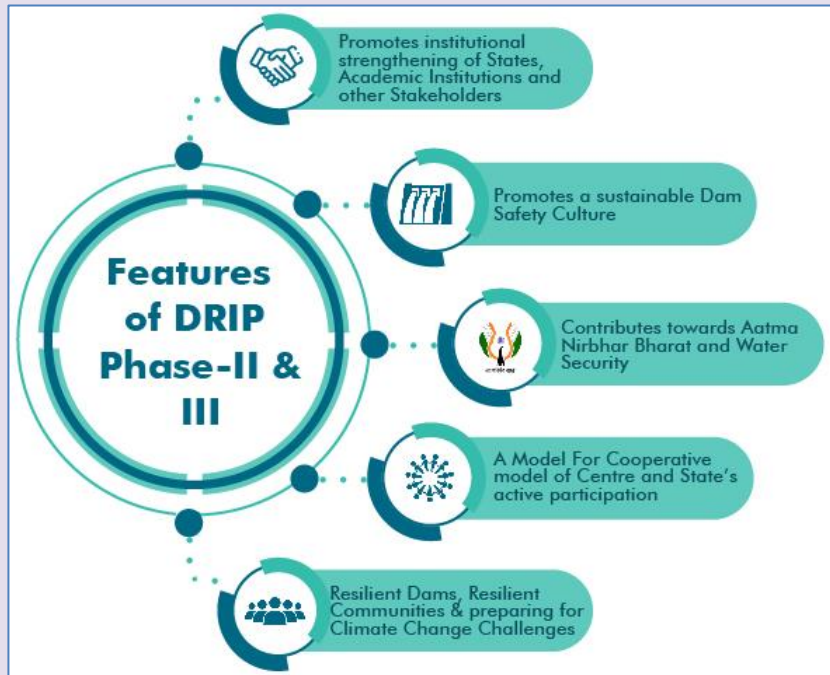 Promotes institutional
strengthening of States,
Academic Institutions and
other Stakeholders
Promotes a sustainable Dam
Safety Culture
Features
of DRIP
Phase-II &
III
Contributes towards Aatma
Nirbhar Bharat and Water
Security
A Model For Cooperative
model of Centre and State's
active participation
Resilient Dams, Resilient
Communities & preparing for
Climate Change Challenges